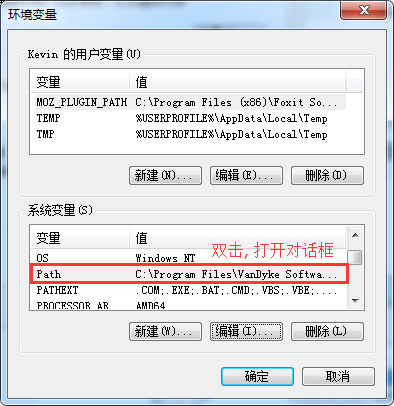 环境变量
Kevin 的用户变量(U)
变量 值
MOZ_PLUGIN_PATH C:\Program Files (x86)\Foxit So...
TEMP %USERPROFILE%\AppData\Local\Temp
TMP %USERPROFILE%\AppData\Local\Temp
新建(N)... 编辑(E)... 删除(D)
系统变量(S)
变量 值
双击,打开对话框
OS Windows_NT
Path C:\Program Files\VanDyke Softwa...
PATHEXT .COM;.EXE;.BAT;.CMD;.VBS;.VBE;....
PROCESSOR_AR AMD64
新建(W)... 编辑(I)... 删除(L)
确定 取消